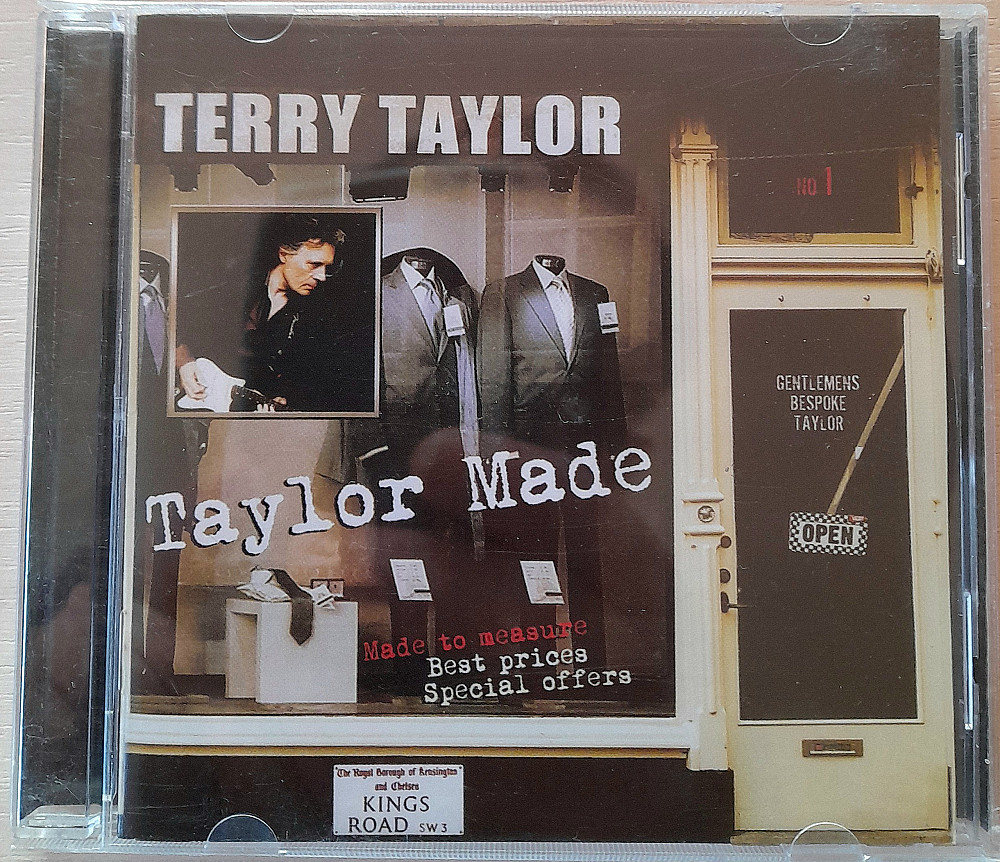 TERRY TAYLOR
NO 1
GENTLEMENS
BESPOKE
TAYLOR
OPEN
Taylor Made
Made to measure
Best prices
Special offers
The Royal Borough of Kensington
and Chelsea
KINGS
ROAD SW3